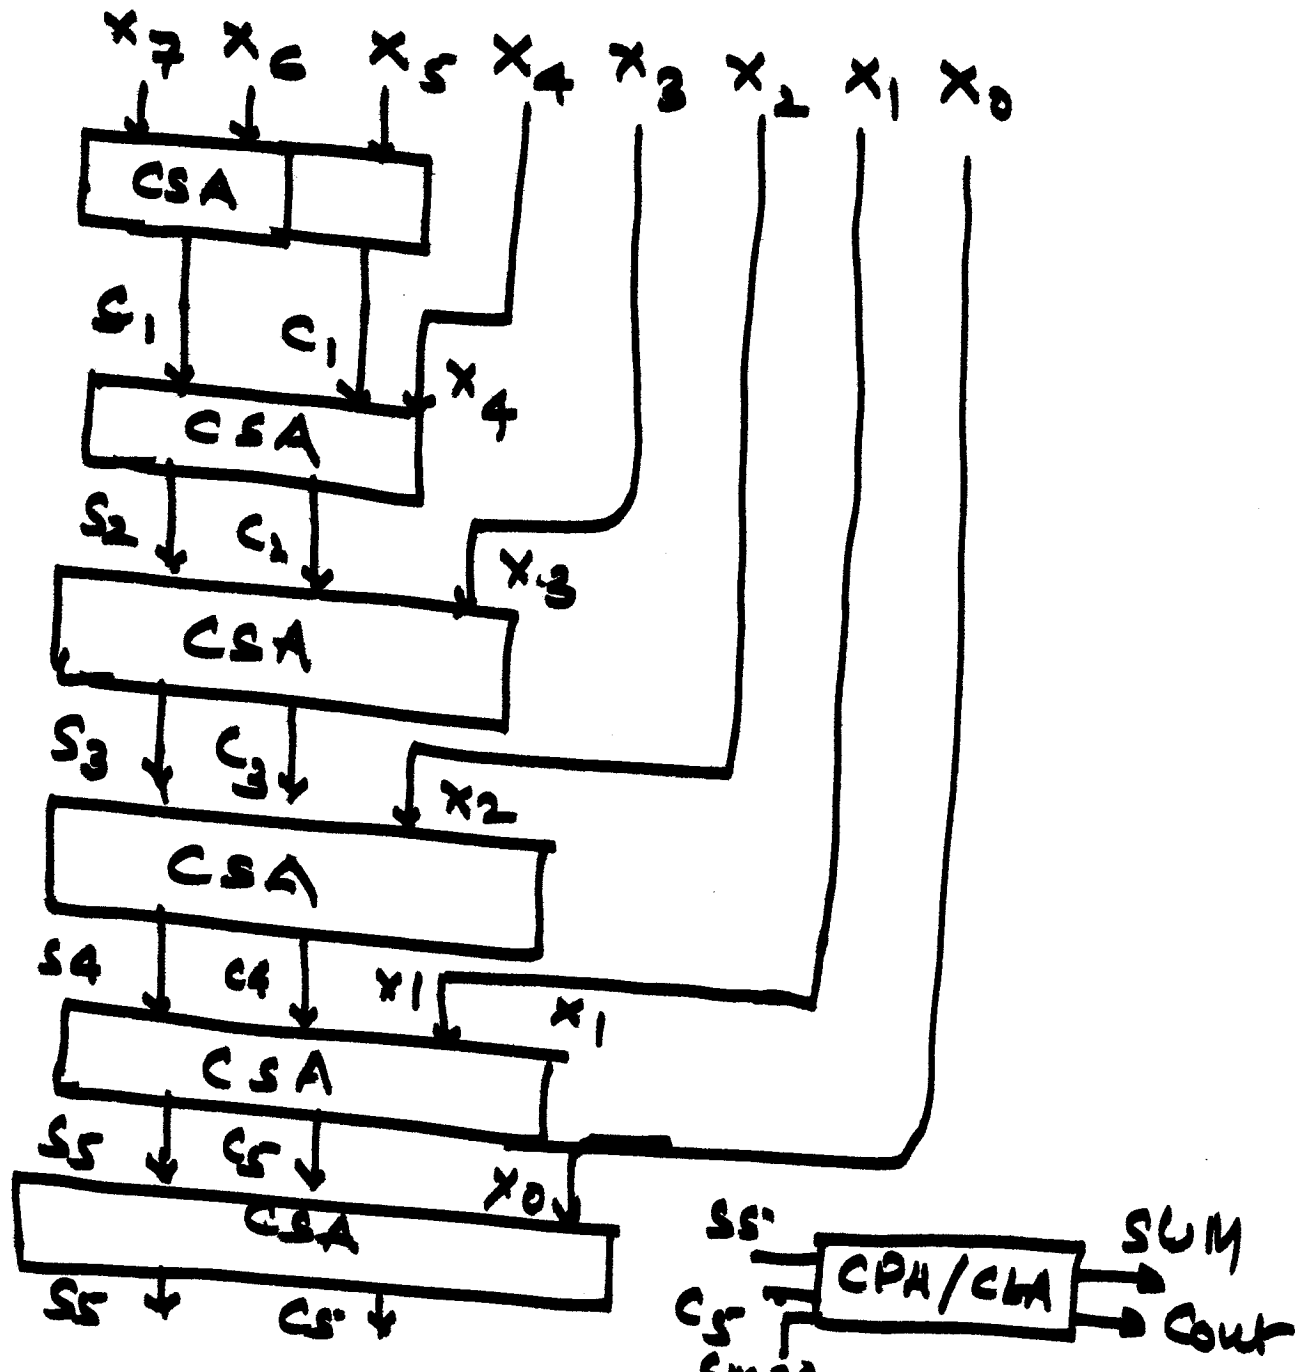 X7 X6 X5 X4 X3 X2 X1 X0
CSA
S1 C1 X4
CSA
S2 C2 X3
CSA
S3 C3 X2
CSA
S4 C4 X1 X1
CSA
S5 C5 X0
CSA
S5 C5
S5 SUM
CPA/CLA
C5 Cout